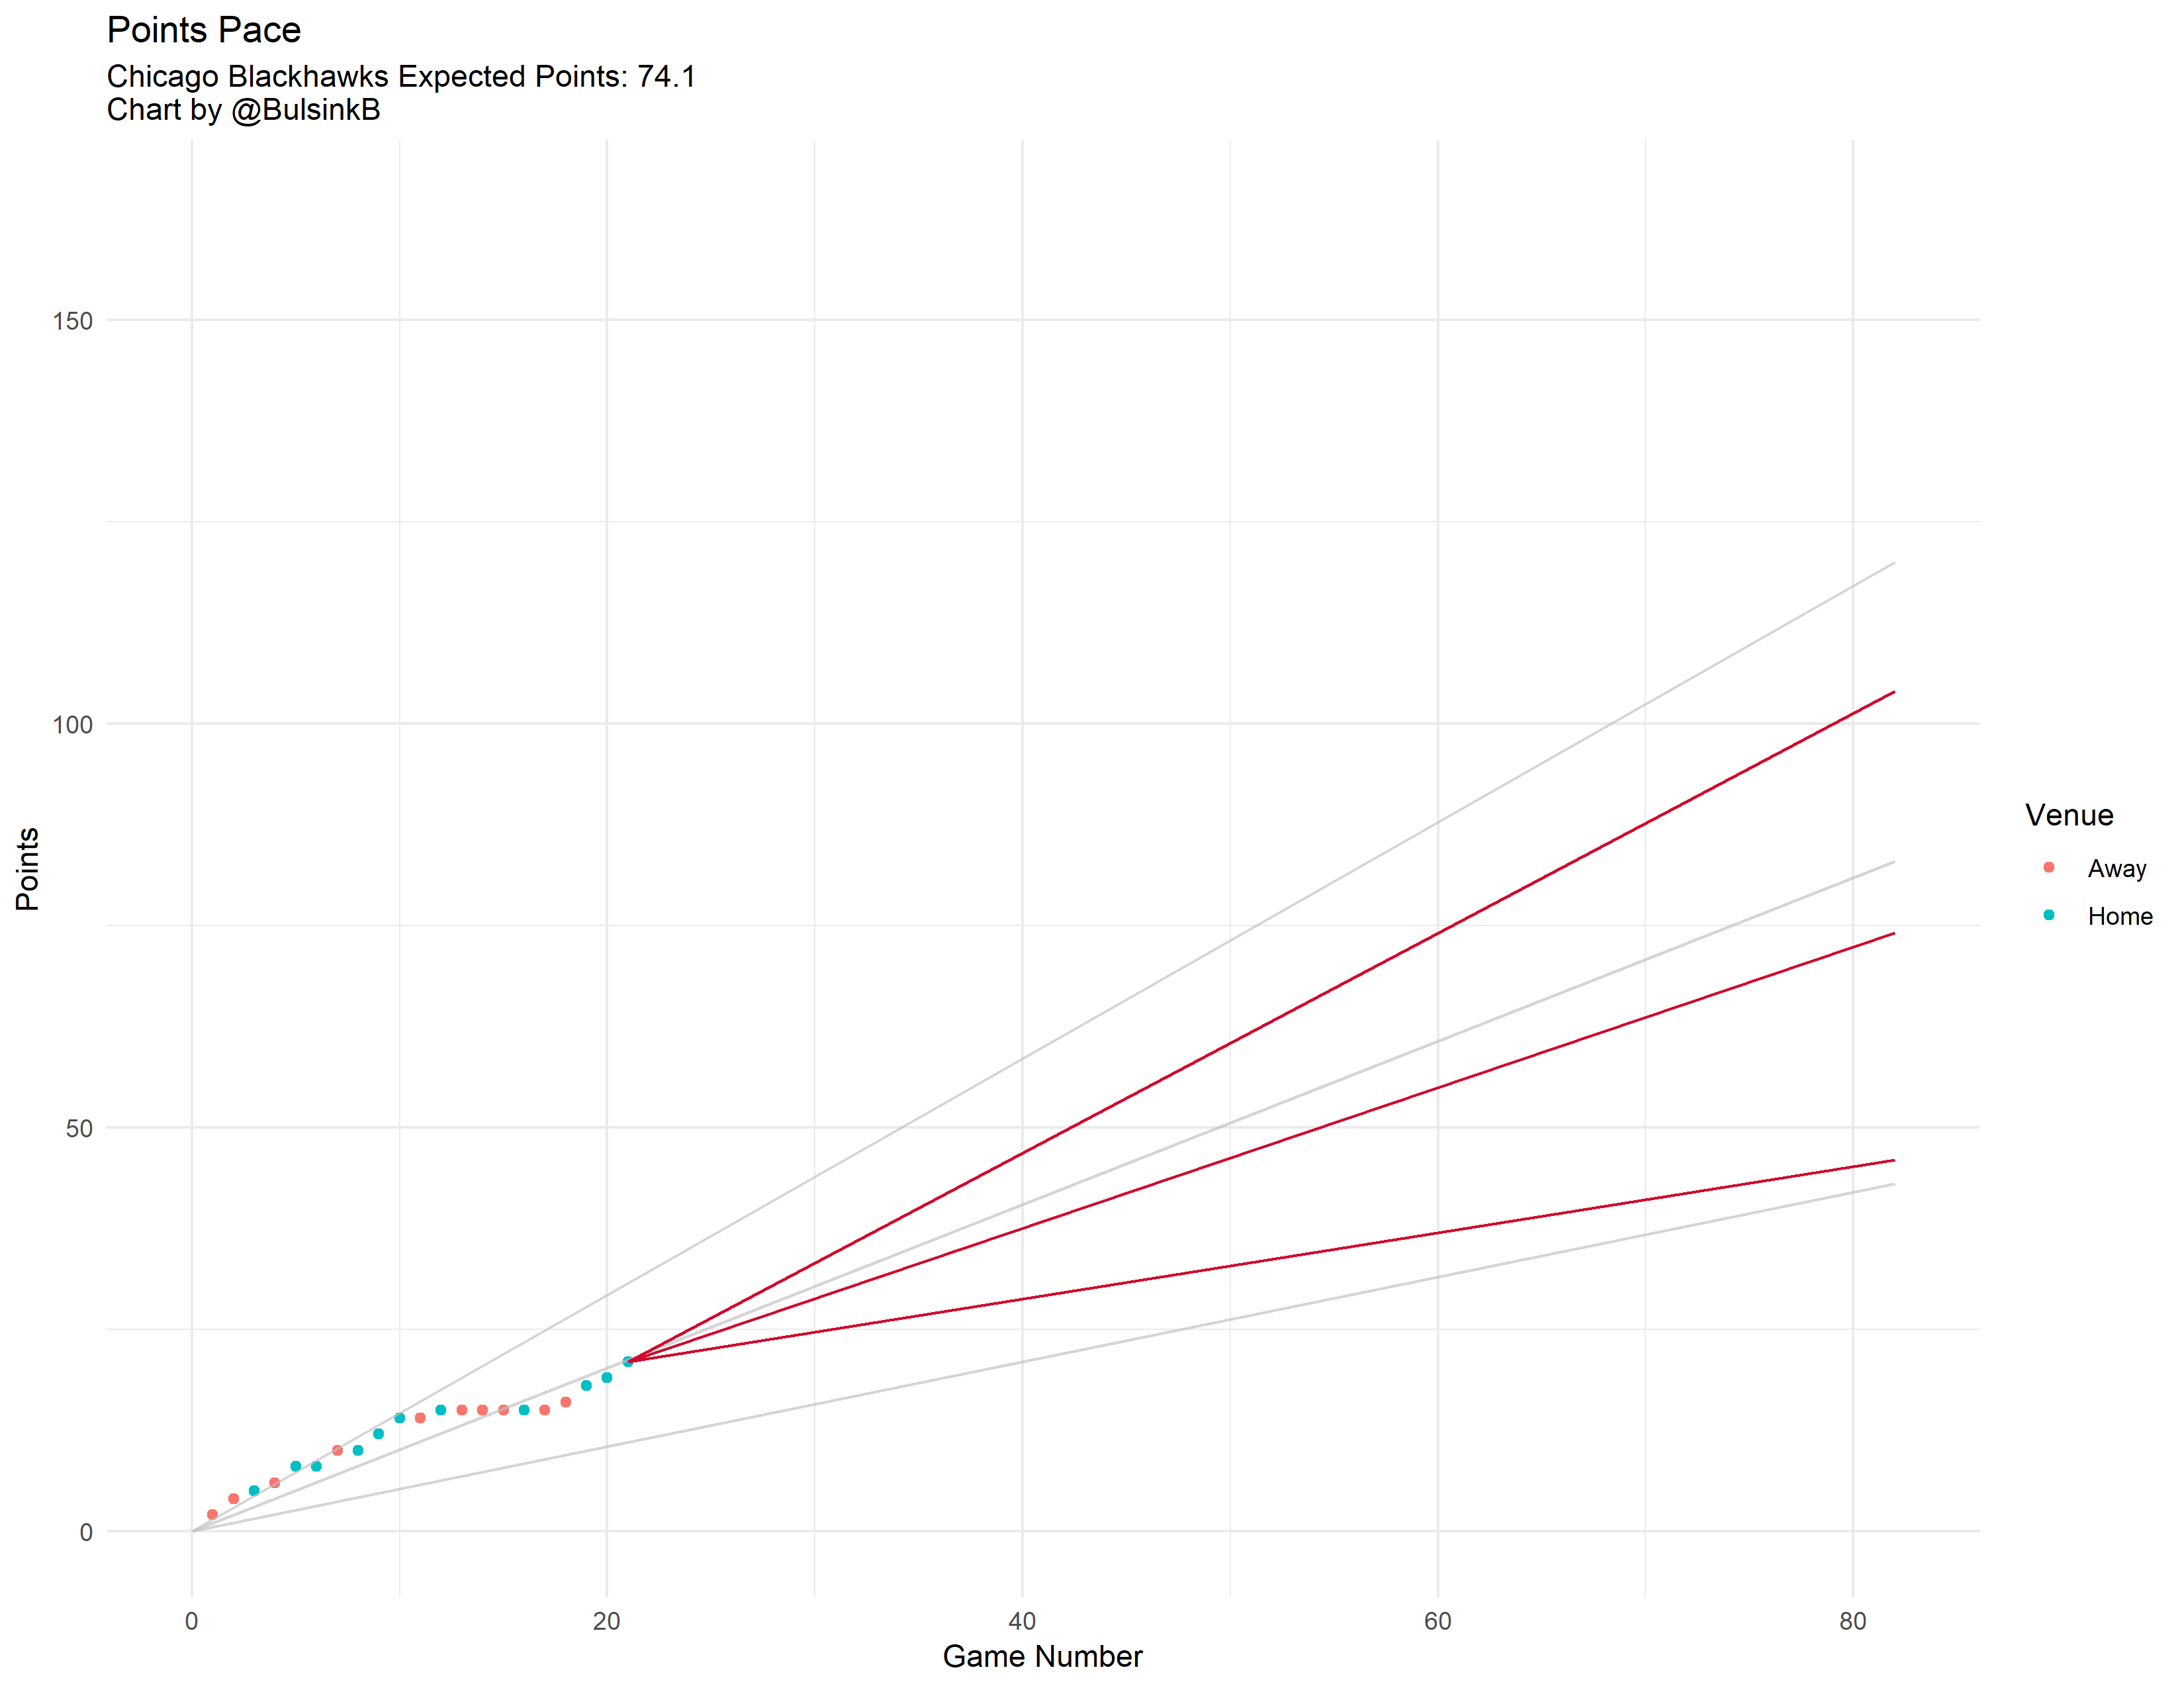 Points Pace
Chicago Blackhawks Expected Points: 74.1
Chart by @BulsinkB
150
100
50
0
Points
0 20 40 60 80
Game Number
Venue
Away
Home